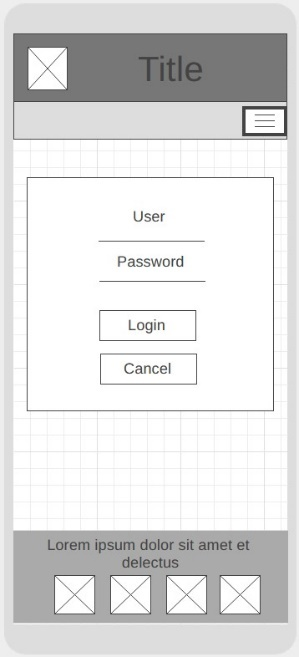 Title
User
Password
Login
Cancel
Lorem ipsum dolor sit amet et
delectus